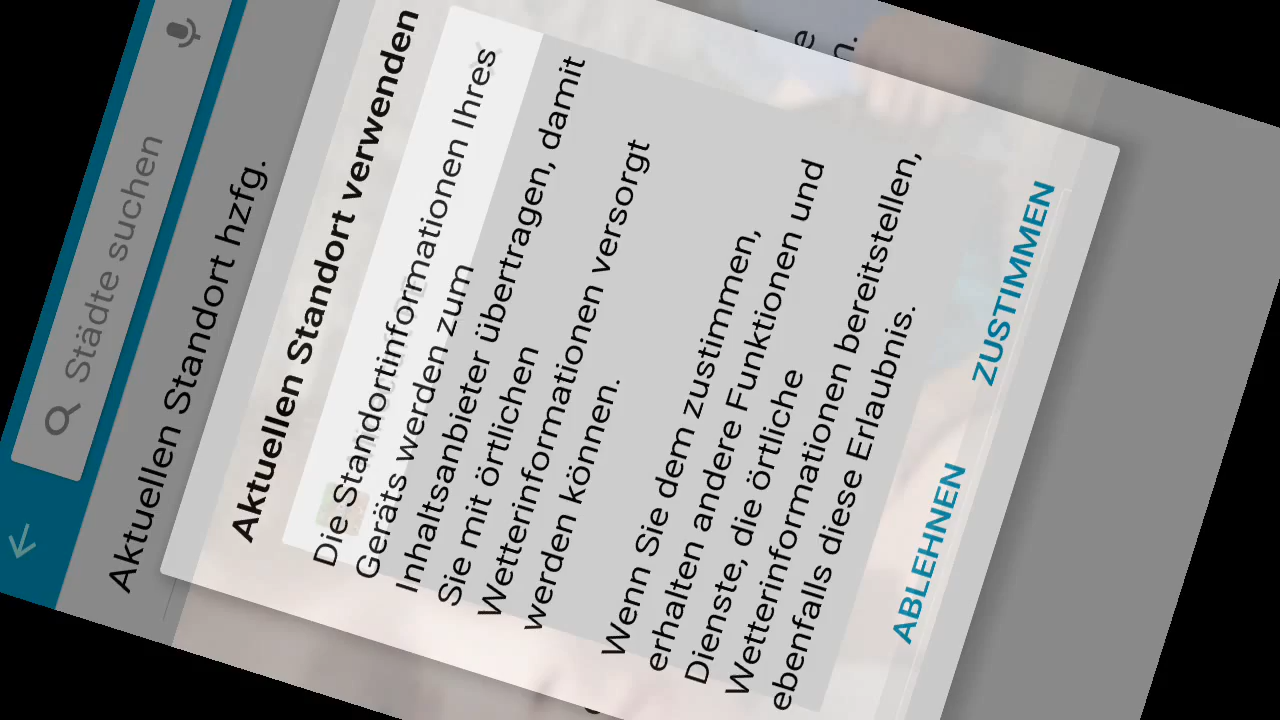 Städte suchen
Aktuellen Standort hzfg.
Aktuellen Standort verwenden
Die Standortinformationen Ihres
Geräts werden zum
Inhaltsanbieter übertragen, damit
Sie mit örtlichen
Wetterinformationen versorgt
werden können.
Wenn Sie dem zustimmen,
erhalten andere Funktionen und
Dienste, die örtliche
Wetterinformationen bereitstellen,
ebenfalls diese Erlaubnis.
ABLEHNEN ZUSTIMMEN